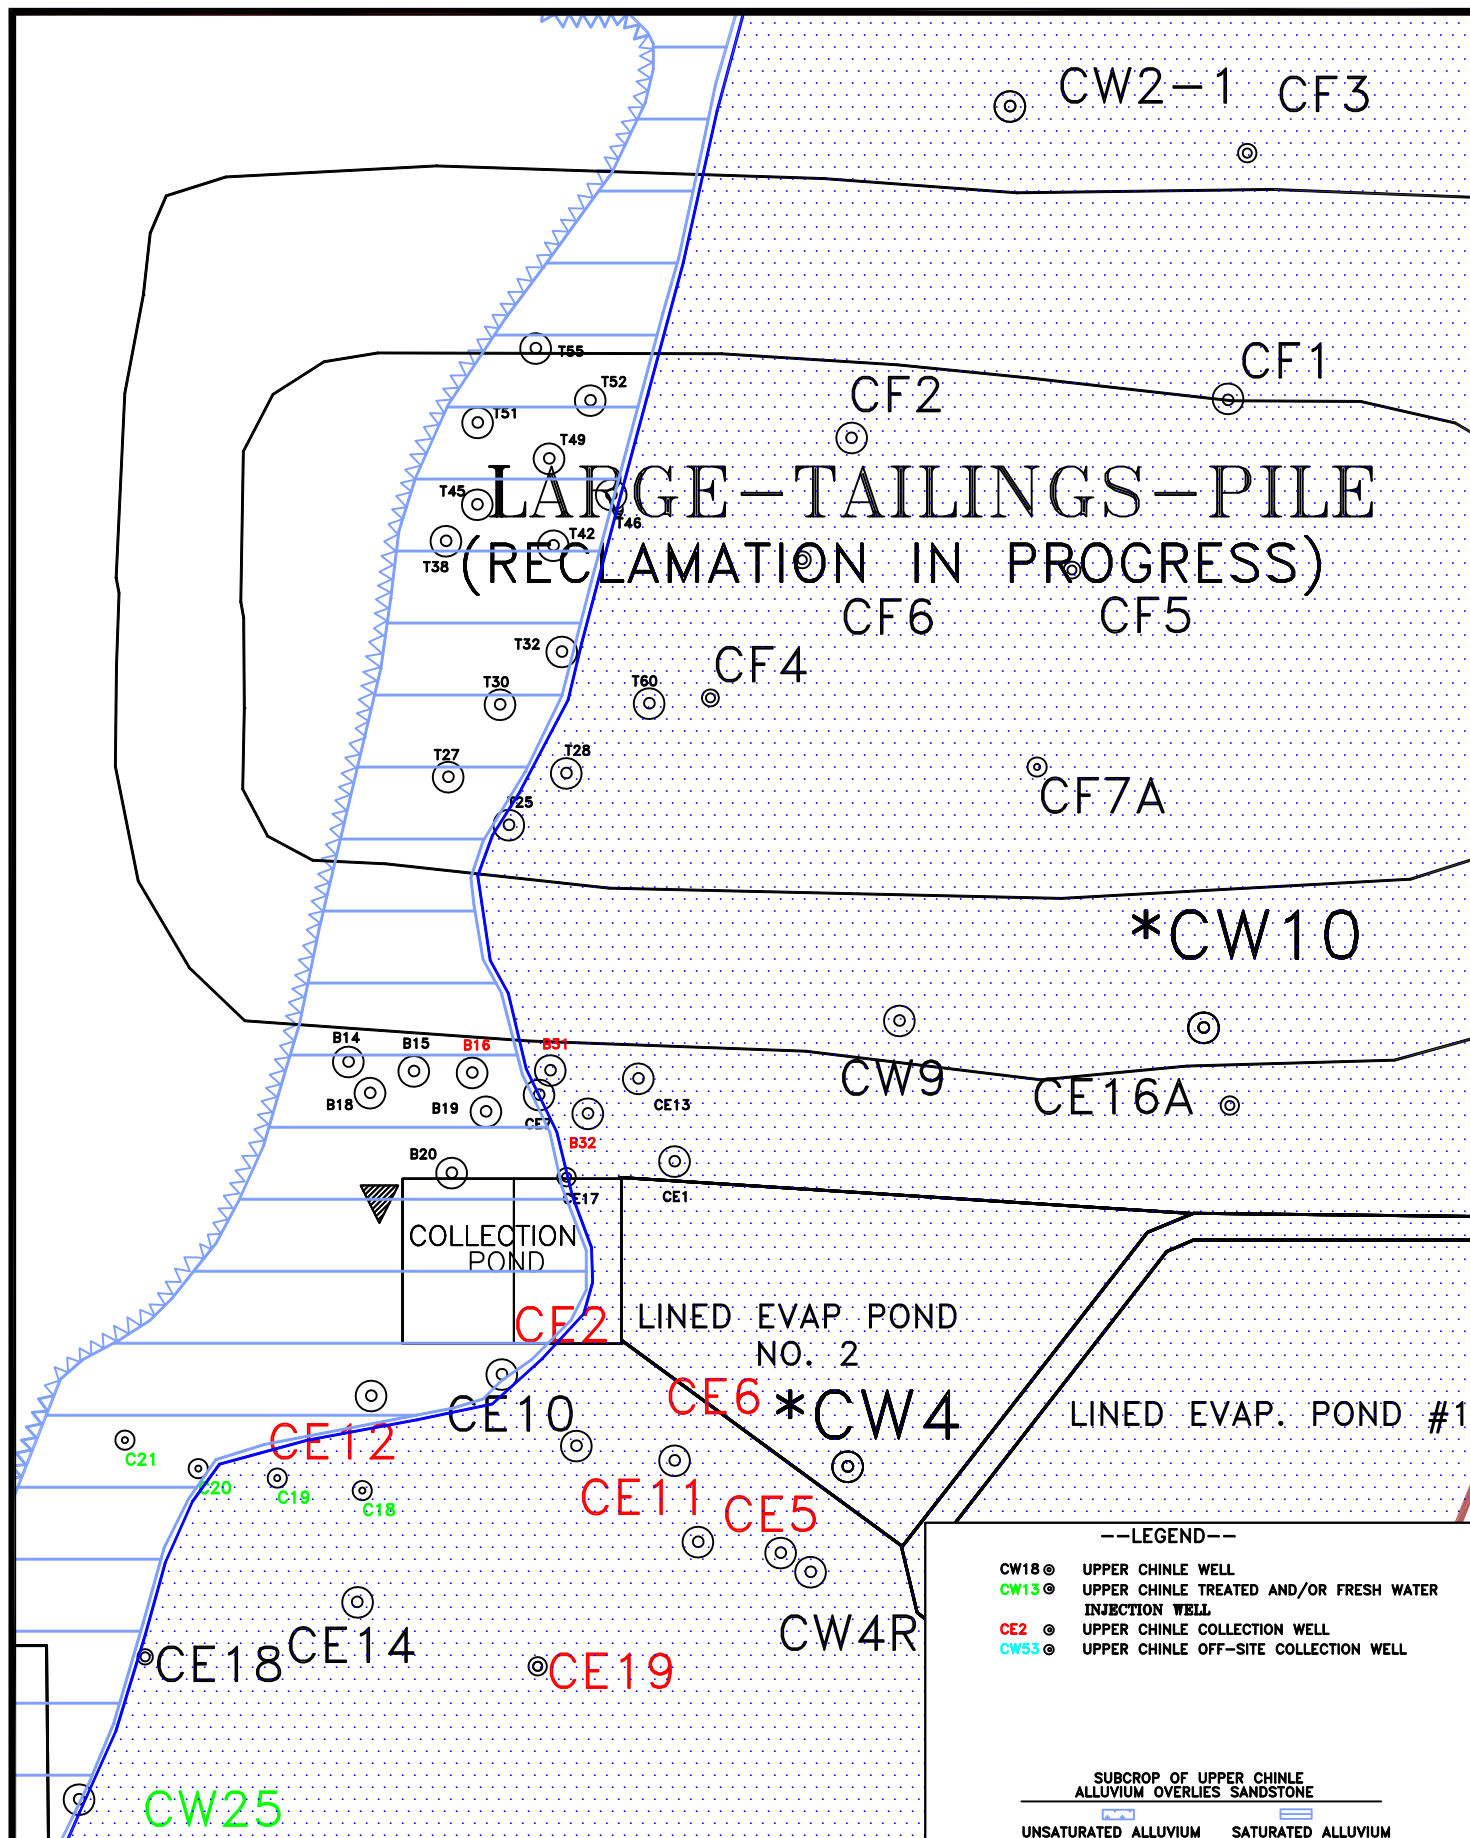 CW2-1
CF3
T55
CF1
T52
CF2
T51
T49
LARGE-TAILINGS-PILE
T45
T46
T42
(RECLAMATION IN PROGRESS)
T38
CF6
CF5
T32
CF4
T30
T60
T27
T28
CF7A
*CW10
B14
B15
B16
B31
CW9
CE16A
B18
B19
CE13
B32
B20
CE17
CE1
COLLECTION
POND
CE2
LINED EVAP POND
NO. 2
CE6
*CW4
CE10
LINED EVAP. POND #1
CE12
C21
C20
C19
C18
CE11
CE5
CW4R
CE14
CE18
CE19
CW25
--LEGEND--
CW18 UPPER CHINLE WELL
CW13 UPPER CHINLE TREATED AND/OR FRESH WATER
INJECTION WELL
CE2 UPPER CHINLE COLLECTION WELL
CW53 UPPER CHINLE OFF-SITE COLLECTION WELL
SUBCROP OF UPPER CHINLE
ALLUVIUM OVERLIES SANDSTONE
UNSATURATED ALLUVIUM SATURATED ALLUVIUM